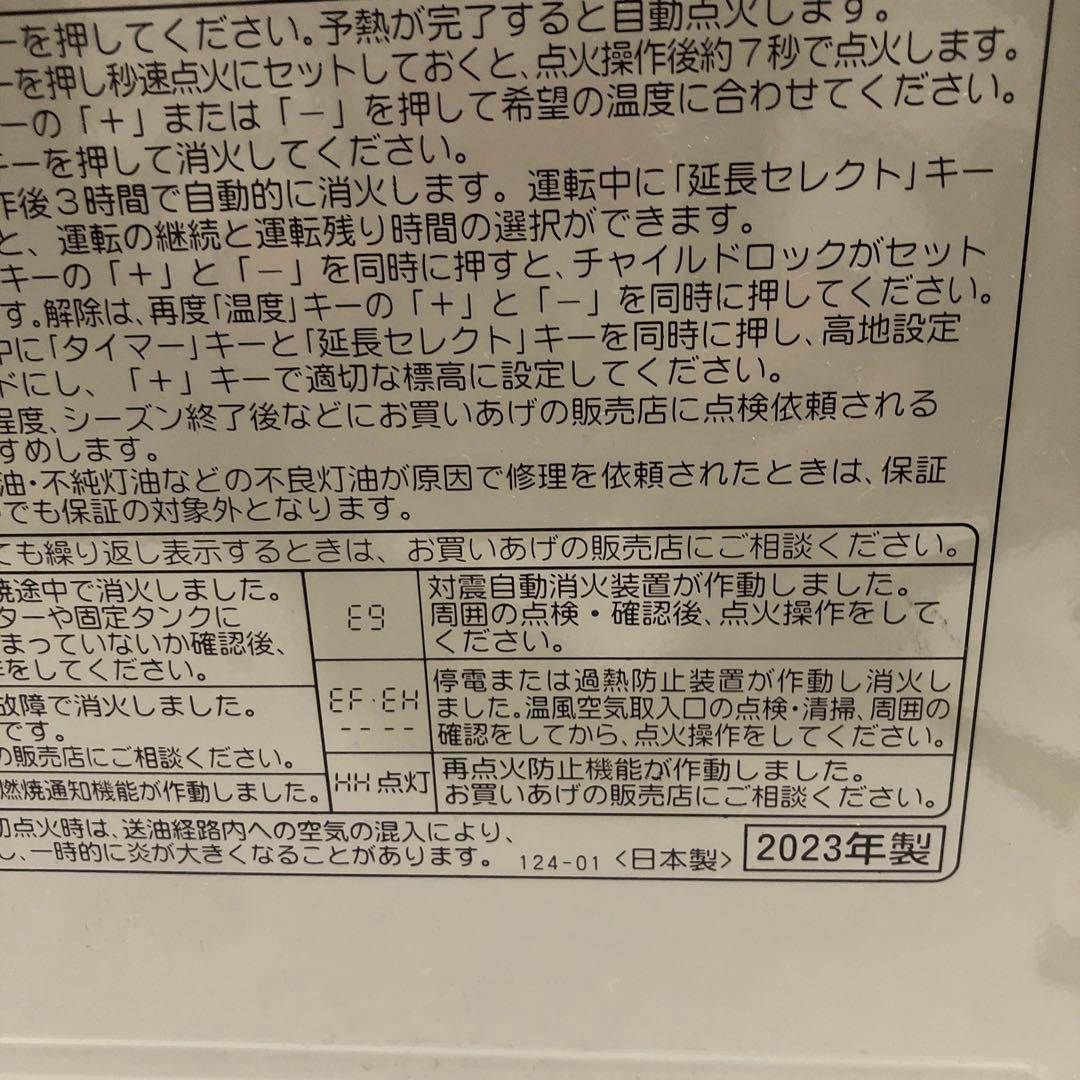 ーを押してください。予熱が完了すると自動点火します。
ーを押し秒速点火にセットしておくと、点火操作後約7秒で点火します。
ーの「+」または「−」を押して希望の温度に合わせてください。
キーを押して消火してください。
作後3時間で自動的に消火します。運転中に「延長セレクト」キー
と、運転の継続と運転残り時間の選択ができます。
キーの「+」と「−」を同時に押すと、チャイルドロックがセット
す。解除は、再度「温度」キーの「+」と「−」を同時に押してください。
中に「タイマー」キーと「延長セレクト」キーを同時に押し、高地設定
ドにし、「+」キーで適切な標高に設定してください。
程度、シーズン終了後などにお買いあげの販売店に点検依頼される
すめします。
油・不純灯油などの不良灯油が原因で修理を依頼されたときは、保証
でも保証の対象外となります。
ても繰り返し表示するときは、お買いあげの販売店にご相談ください。
焼途中で消火しました。
ターや固定タンクに
まっていないか確認後、
をしてください。
E9
対震自動消火装置が作動しました。
周囲の点検・確認後、点火操作をして
ください。
故障で消火しました。
です。
の販売店にご相談ください。
EF・EH
----
停電または過熱防止装置が作動し消火し
ました。温風空気取入口の点検・清掃、周囲の
確認をしてから、点火操作をしてください。
燃焼通知機能が作動しました。
HH 点灯
再点火防止機能が作動しました。
お買いあげの販売店にご相談ください。
初点火時は、送油経路内への空気の混入により、
し、一時的に炎が大きくなることがあります。 124-01 <日本製> 2023年製